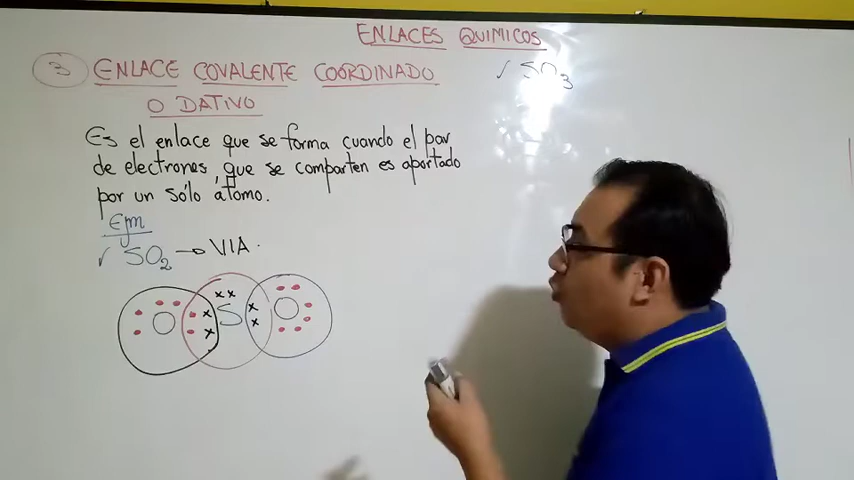 ENLACES QUIMICOS
3 ENLACE COVALENTE COORDINADO
O DATIVO
✓ SO3
Es el enlace que se forma cuando el par
de electrones, que se comparten es aportado
por un sólo átomo.
Ejm
✓ SO2 → VIA.
O S O